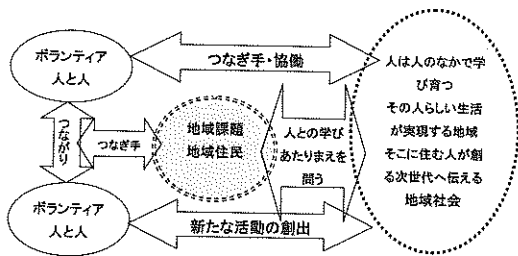 ボランティア
人と人
つなぎ手・協働
人は人のなかで学
び育つ
その人らしい生活
が実現する地域
そこに住む人が創
る次世代へ伝える
地域社会
つながり
つなぎ手
地域課題
地域住民
人との学び
あたりまえを
問う
ボランティア
人と人
新たな活動の創出